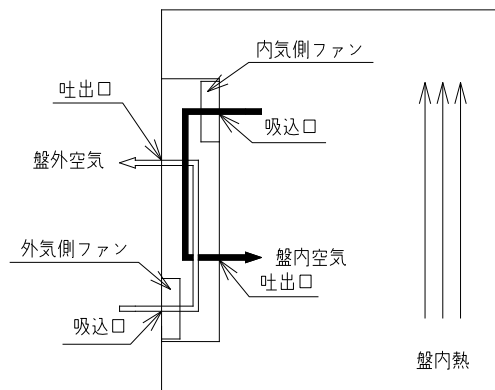 内気側ファン
吐出口
吸込口
盤外空気
外気側ファン
盤内空気
吐出口
吸込口
盤内熱